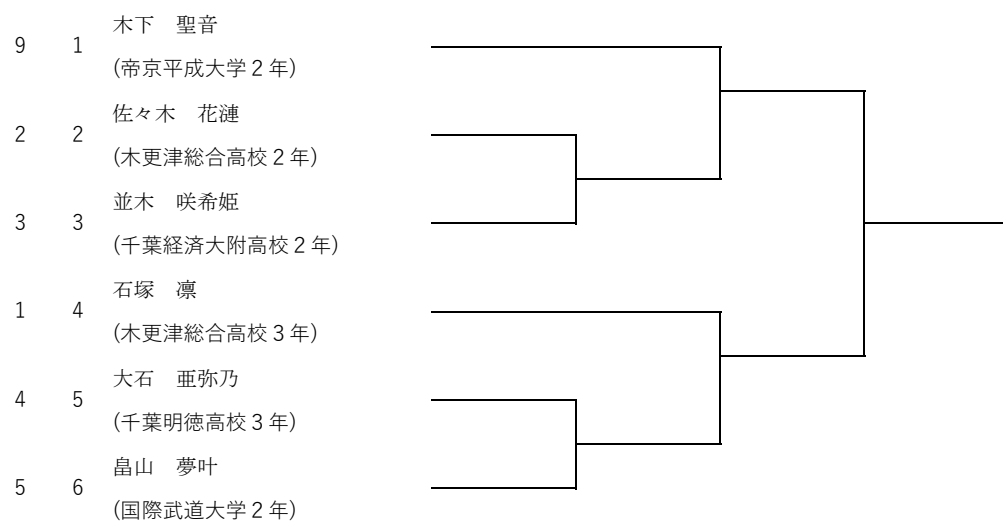 木下　聖音
9 1
(帝京平成大学２年)
佐々木　花漣
2 2
(木更津総合高校２年)
並木　咲希姫
3 3
(千葉経済大附高校２年)
石塚　凛
1 4
(木更津総合高校３年)
大石　亜弥乃
4 5
(千葉明徳高校３年)
畠山　夢叶
5 6
(国際武道大学２年)